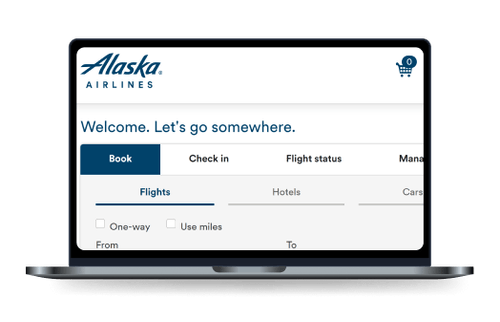 Alaska®
AIRLINES
0
Welcome. Let's go somewhere.
Book Check in Flight status Mana
Flights Hotels Cars
One-way Use miles
From To